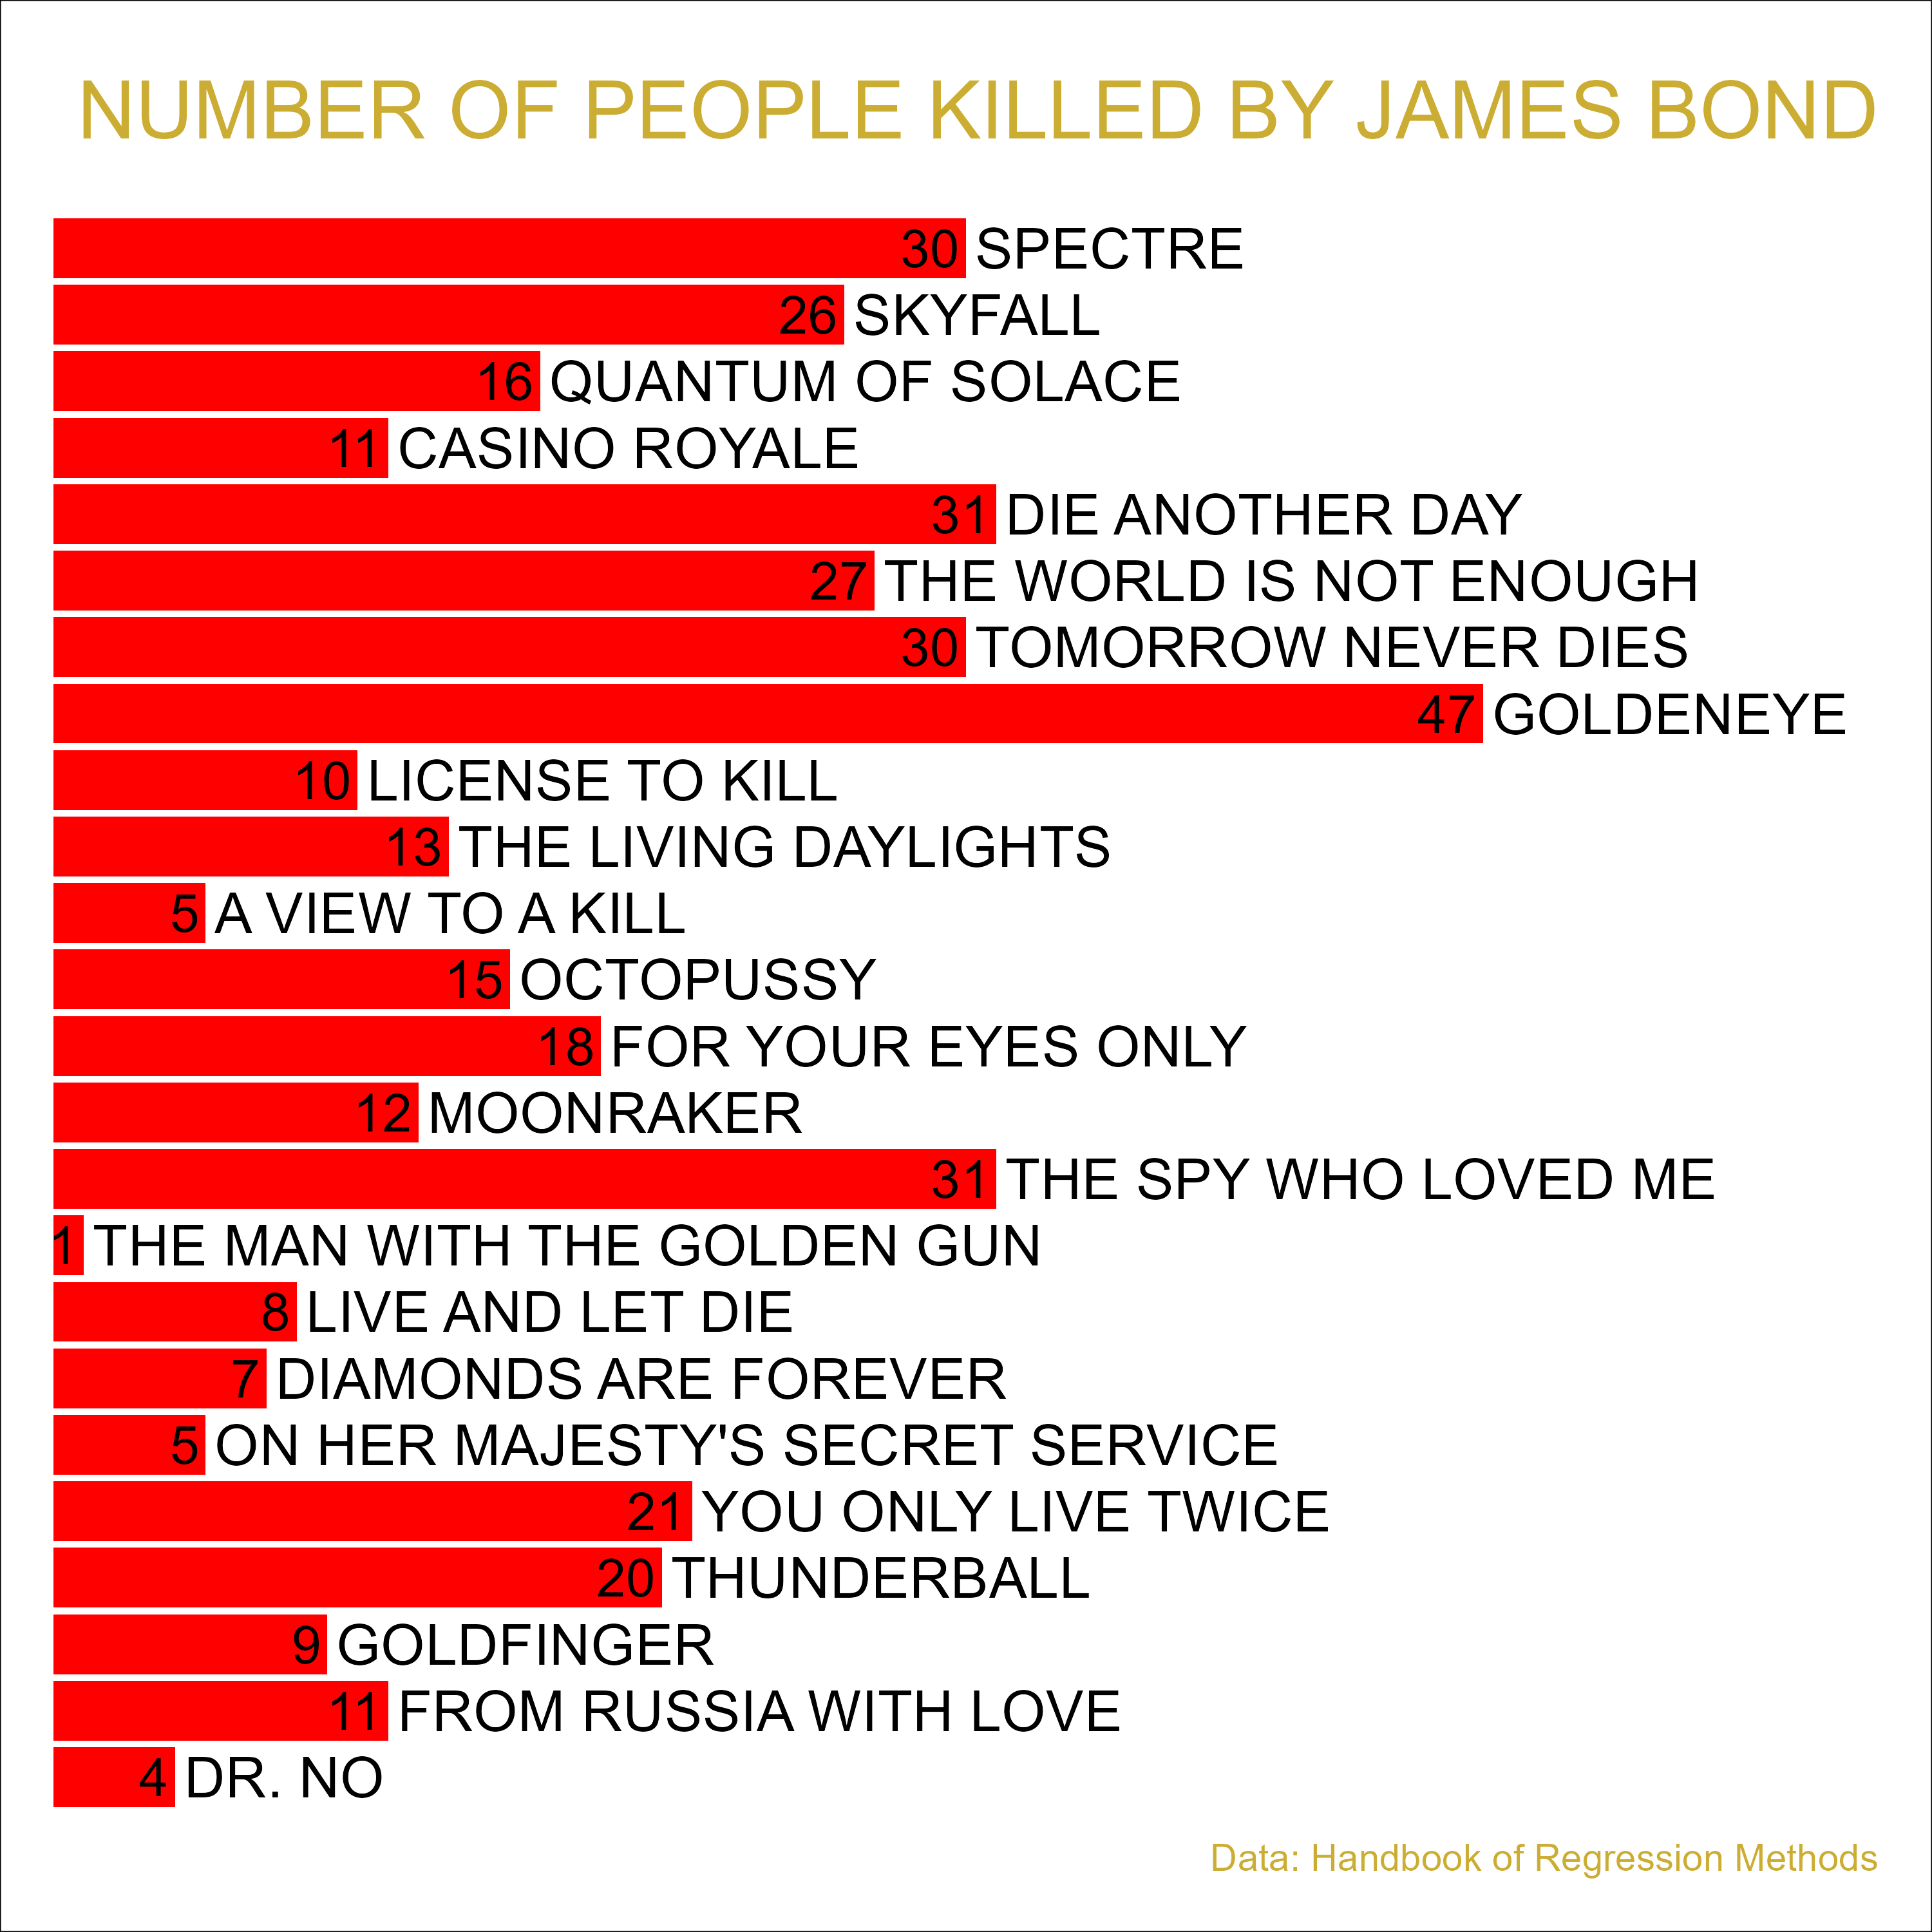 NUMBER OF PEOPLE KILLED BY JAMES BOND
30 SPECTRE
26 SKYFALL
16 QUANTUM OF SOLACE
11 CASINO ROYALE
31 DIE ANOTHER DAY
27 THE WORLD IS NOT ENOUGH
30 TOMORROW NEVER DIES
47 GOLDENEYE
10 LICENSE TO KILL
13 THE LIVING DAYLIGHTS
5 A VIEW TO A KILL
15 OCTOPUSSY
18 FOR YOUR EYES ONLY
12 MOONRAKER
31 THE SPY WHO LOVED ME
1 THE MAN WITH THE GOLDEN GUN
8 LIVE AND LET DIE
7 DIAMONDS ARE FOREVER
5 ON HER MAJESTY'S SECRET SERVICE
21 YOU ONLY LIVE TWICE
20 THUNDERBALL
9 GOLDFINGER
11 FROM RUSSIA WITH LOVE
4 DR. NO
Data: Handbook of Regression Methods